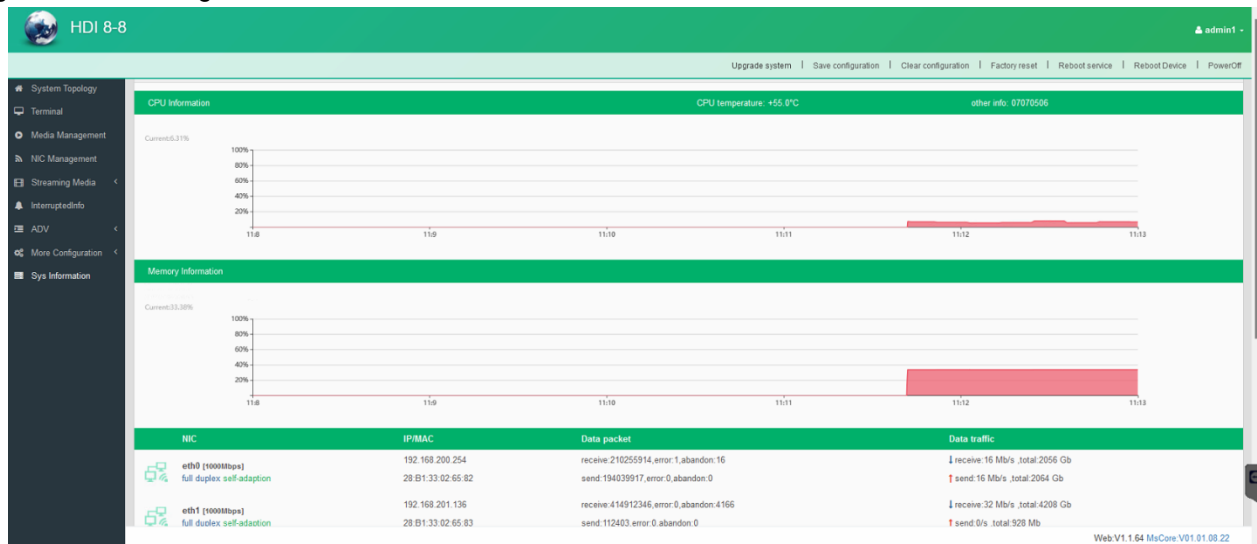 HDI 8-8
admin1
Upgrade system | Save configuration | Clear configuration | Factory reset | Reboot service | Reboot Device | PowerOff
System Topology
Terminal
Media Management
NIC Management
Streaming Media
InterruptedInfo
ADV
More Configuration
Sys Information
CPU Information CPU temperature: +55.0°C other info: 07070506
Current:6.31%
100%
80%
60%
40%
20%
11:8 11:9 11:10 11:11 11:12 11:13
Memory Information
Current:33.38%
100%
80%
60%
40%
20%
11:8 11:9 11:10 11:11 11:12 11:13
NIC IP/MAC Data packet Data traffic
eth0 [1000Mbps] 192.168.200.254 receive:210255914,error:1,abandon:16 receive:16 Mb/s ,total:2056 Gb
full duplex self-adaption 28:B1:33:02:65:82 send:194039917,error:0,abandon:0 send:16 Mb/s ,total:2064 Gb
eth1 [1000Mbps] 192.168.201.136 receive:414912346,error:0,abandon:4166 receive:32 Mb/s ,total:4208 Gb
full duplex self-adaption 28:B1:33:02:65:83 send:112403,error:0,abandon:0 send:0/s ,total:928 Mb
Web:V1.1.64 MsCore:V01.01.08.22